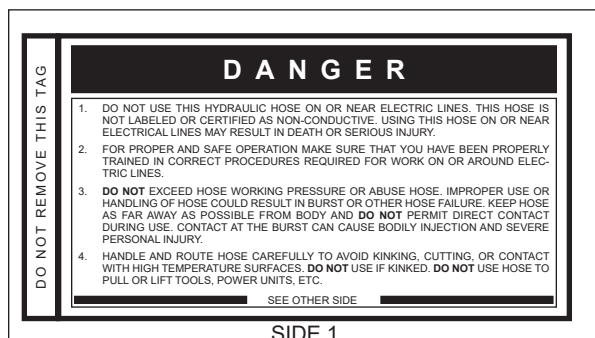 DO NOT REMOVE THIS TAG
D A N G E R
1. DO NOT USE THIS HYDRAULIC HOSE ON OR NEAR ELECTRIC LINES. THIS HOSE IS
NOT LABELED OR CERTIFIED AS NON-CONDUCTIVE. USING THIS HOSE ON OR NEAR
ELECTRICAL LINES MAY RESULT IN DEATH OR SERIOUS INJURY.
2. FOR PROPER AND SAFE OPERATION MAKE SURE THAT YOU HAVE BEEN PROPERLY
TRAINED IN CORRECT PROCEDURES REQUIRED FOR WORK ON OR AROUND ELEC-
TRIC LINES.
3. DO NOT EXCEED HOSE WORKING PRESSURE OR ABUSE HOSE. IMPROPER USE OR
HANDLING OF HOSE COULD RESULT IN BURST OR OTHER HOSE FAILURE. KEEP HOSE
AS FAR AWAY AS POSSIBLE FROM BODY AND DO NOT PERMIT DIRECT CONTACT
DURING USE. CONTACT AT THE BURST CAN CAUSE BODILY INJECTION AND SEVERE
PERSONAL INJURY.
4. HANDLE AND ROUTE HOSE CAREFULLY TO AVOID KINKING, CUTTING, OR CONTACT
WITH HIGH TEMPERATURE SURFACES. DO NOT USE IF KINKED. DO NOT USE HOSE TO
PULL OR LIFT TOOLS, POWER UNITS, ETC.
SEE OTHER SIDE
SIDE 1